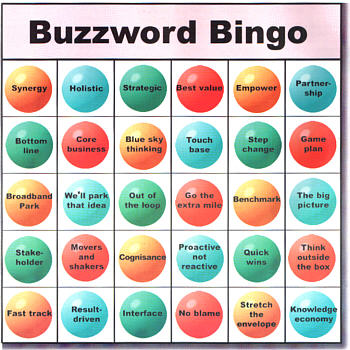 Buzzword Bingo
Synergy
Holistic
Strategic
Best value
Empower
Partner-
ship
Bottom
line
Core
business
Blue sky
thinking
Touch
base
Step
change
Game
plan
Broadband
Park
We'll park
that idea
Out of
the loop
Go the
extra mile
Benchmark
The big
picture
Stake-
holder
Movers
and
shakers
Cognisance
Proactive
not
reactive
Quick
wins
Think
outside
the box
Fast track
Result-
driven
Interface
No blame
Stretch
the
envelope
Knowledge
economy